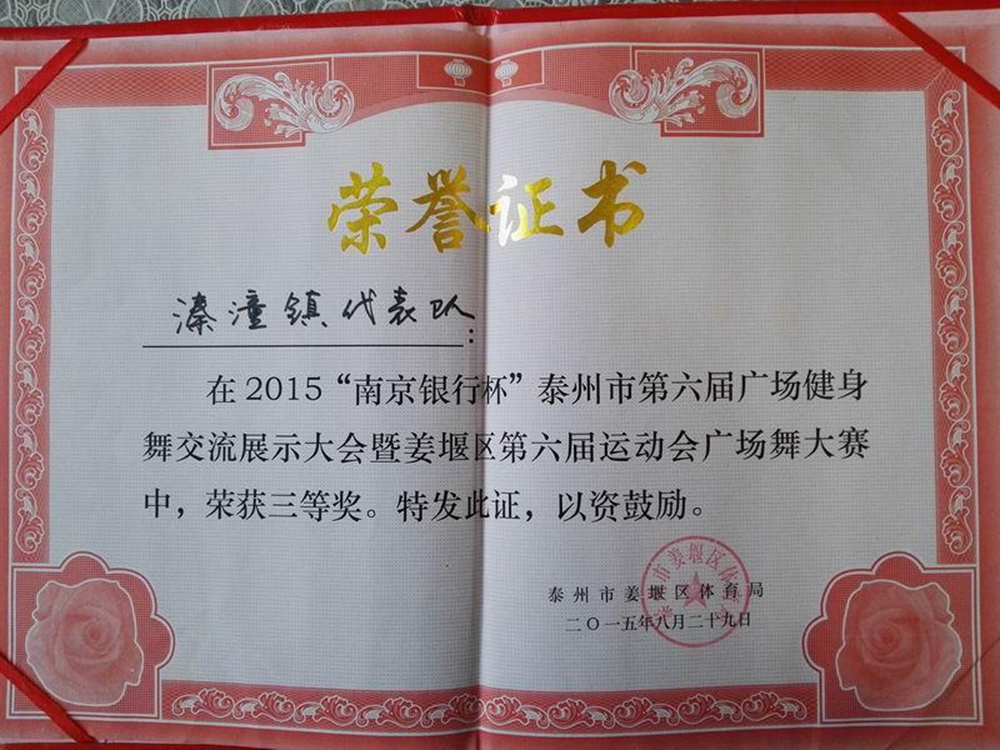 荣誉证书
溱潼镇代表队：
在2015“南京银行杯”泰州市第六届广场健身
舞交流展示大会暨姜堰区第六届运动会广场舞大赛
中，荣获三等奖。特发此证，以资鼓励。
泰州市姜堰区体育局
二〇一五年八月二十九日